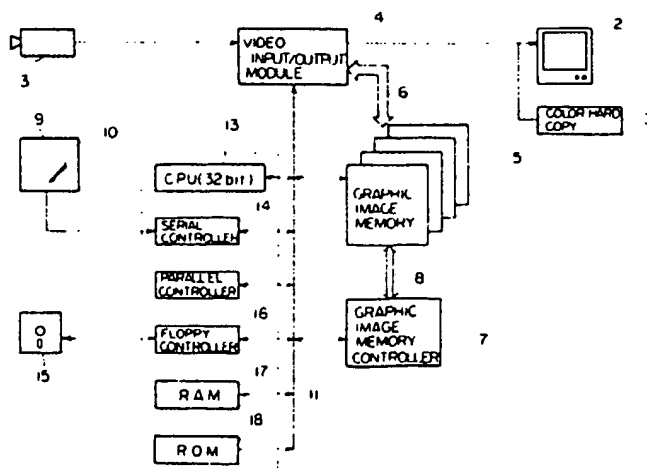 4
2
VIDEO
INPUT/OUTPUT
MODULE
3
6
COLOR HARD
COPY
9
10
13
5
CPU(32bit)
14
GRAPHIC
IMAGE
MEMORY
SERIAL
CONTROLLER
PARALLEL
CONTROLLER
8
16
FLOPPY
CONTROLLER
GRAPHIC
IMAGE
MEMORY
CONTROLLER
7
15
17
RAM
11
18
ROM